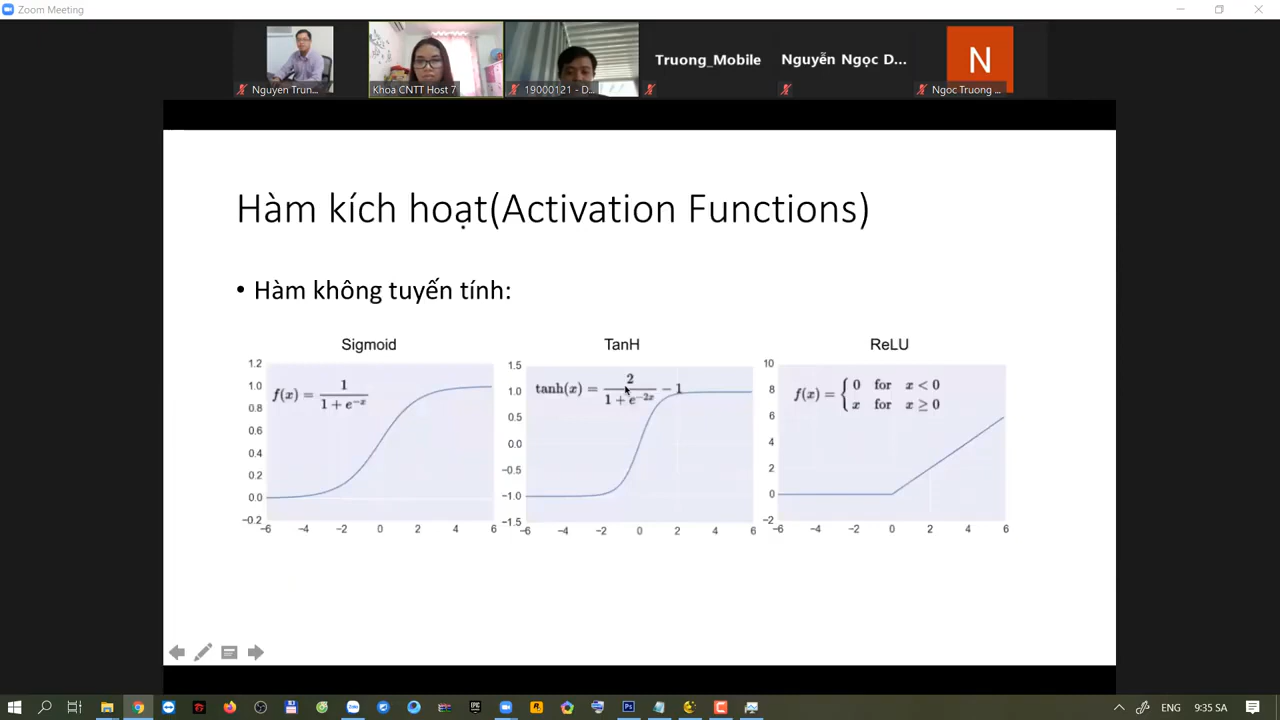 Zoom Meeting
Truong_Mobile
Nguyễn Ngọc D...
N
Nguyen Trun...
Khoa CNTT Host 7
19000121 - D...
Ngoc Truong ...
Hàm kích hoạt(Activation Functions)
• Hàm không tuyến tính:
Sigmoid
1.2
1.0
0.8
0.6
0.4
0.2
0.0
−0.2
f(x) = 1 / (1 + e^{−x})
−6 −4 −2 0 2 4 6
TanH
1.5
1.0
0.5
0.0
−0.5
−1.0
−1.5
tanh(x) = 2 / (1 + e^{−2x}) − 1
−6 −4 −2 0 2 4 6
ReLU
10
8
6
4
2
0
−2
f(x) = { 0 for x < 0
x for x ≥ 0
−6 −4 −2 0 2 4 6
ENG
9:35 SA